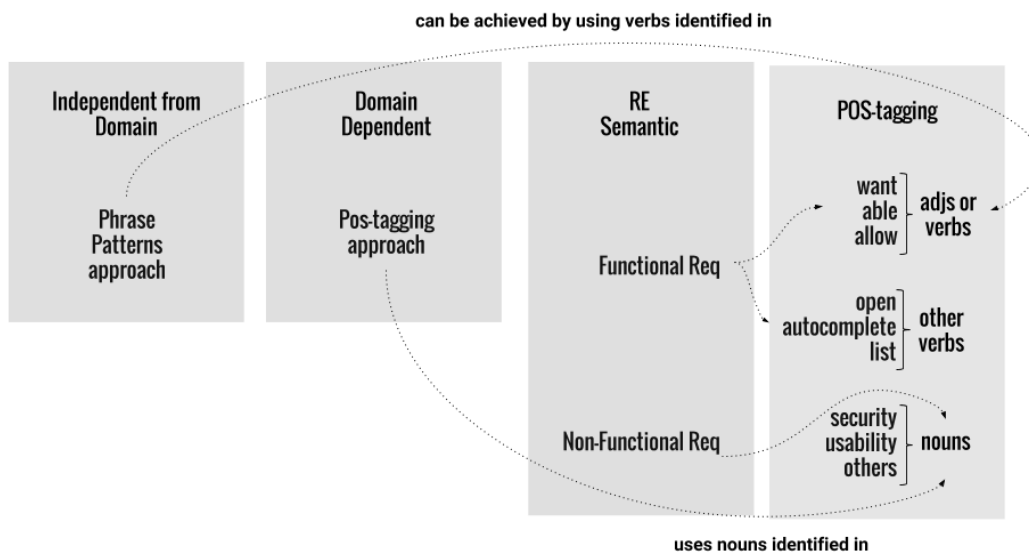 can be achieved by using verbs identified in
Independent from
Domain
Phrase
Patterns
approach
Domain
Dependent
Pos-tagging
approach
RE
Semantic
Functional Req
Non-Functional Req
POS-tagging
want
able
allow
adjs or
verbs
open
autocomplete
list
other
verbs
security
usability
others
nouns
uses nouns identified in